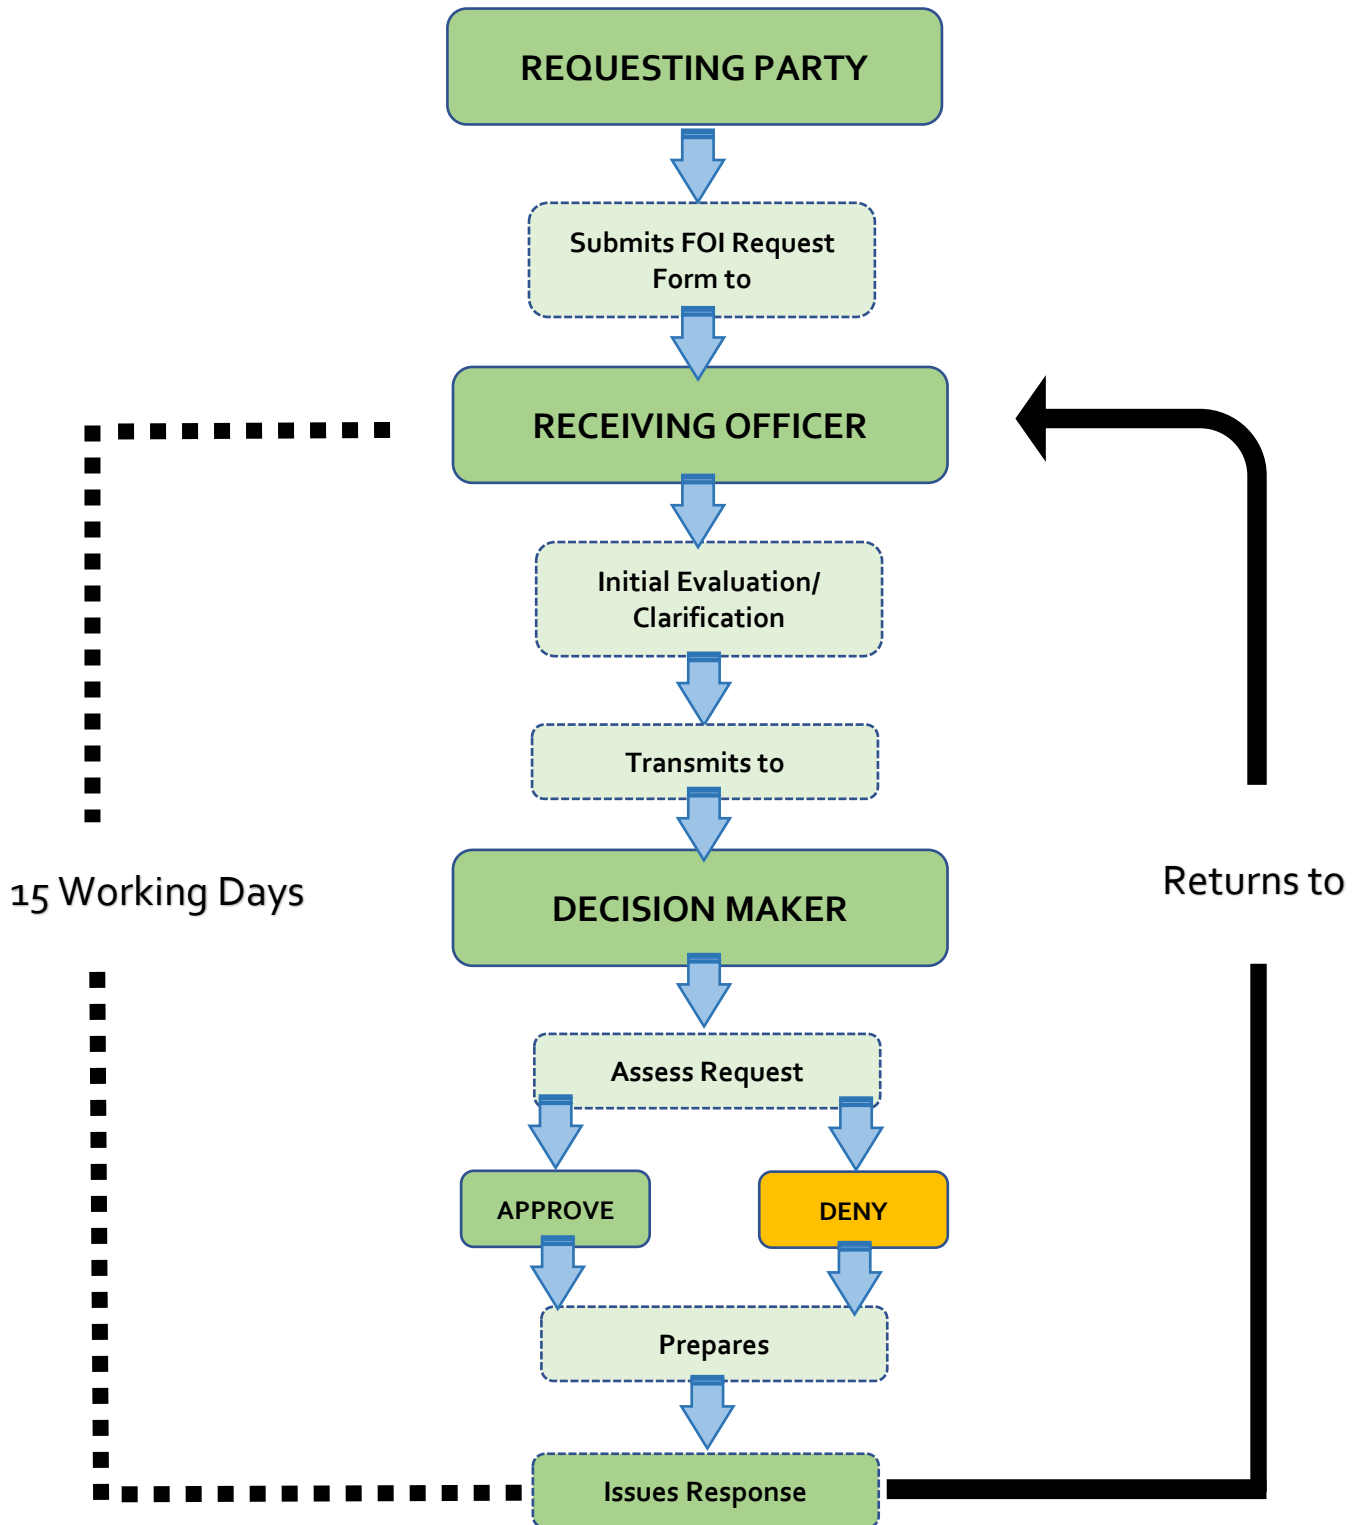 REQUESTING PARTY
Submits FOI Request
Form to
RECEIVING OFFICER
Initial Evaluation/
Clarification
Transmits to
15 Working Days
DECISION MAKER
Returns to
Assess Request
APPROVE
DENY
Prepares
Issues Response